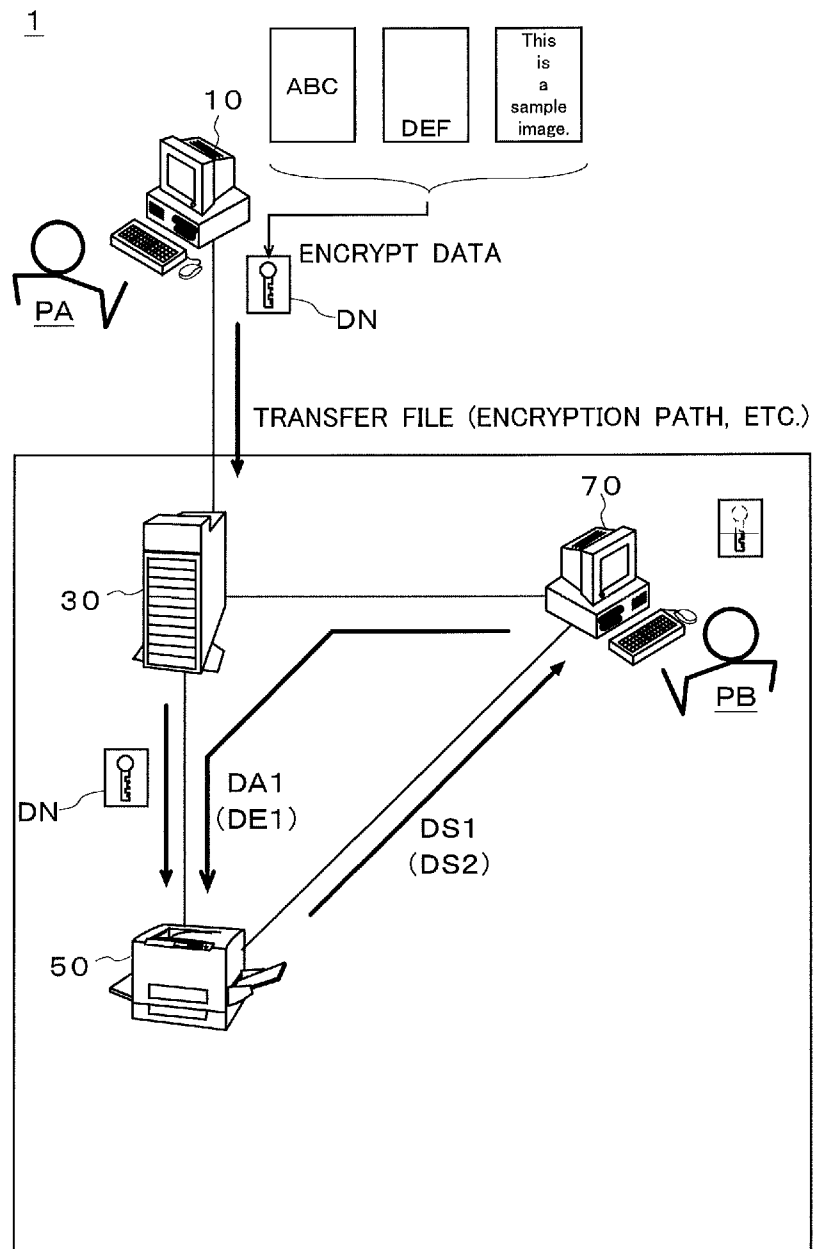 1
ABC
DEF
This
is
a
sample
image.
10
ENCRYPT DATA
PA
DN
TRANSFER FILE (ENCRYPTION PATH, ETC.)
70
30
PB
DN
DA1
(DE1)
DS1
(DS2)
50